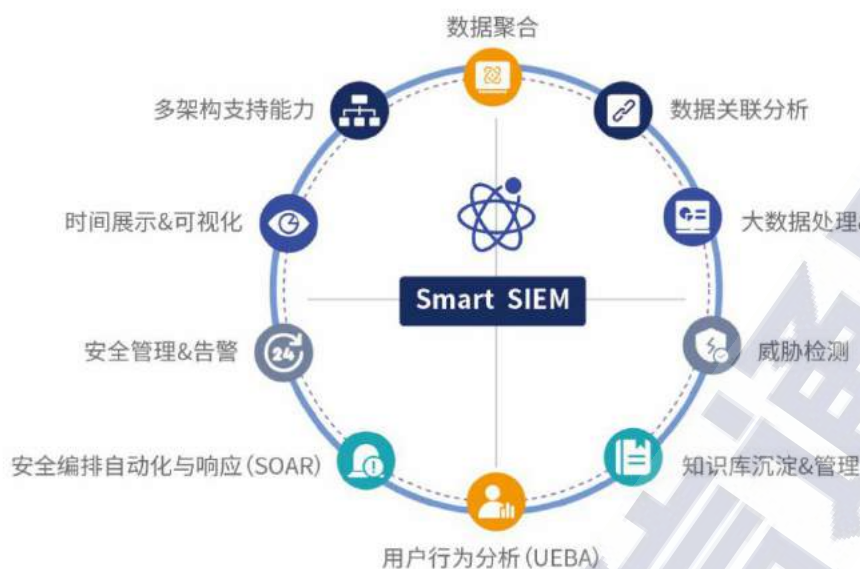 数据聚合
多架构支持能力
数据关联分析
时间展示&可视化
大数据处理&
Smart SIEM
安全管理&告警
24
威胁检测
安全编排自动化与响应(SOAR)
知识库沉淀&管理
用户行为分析(UEBA)